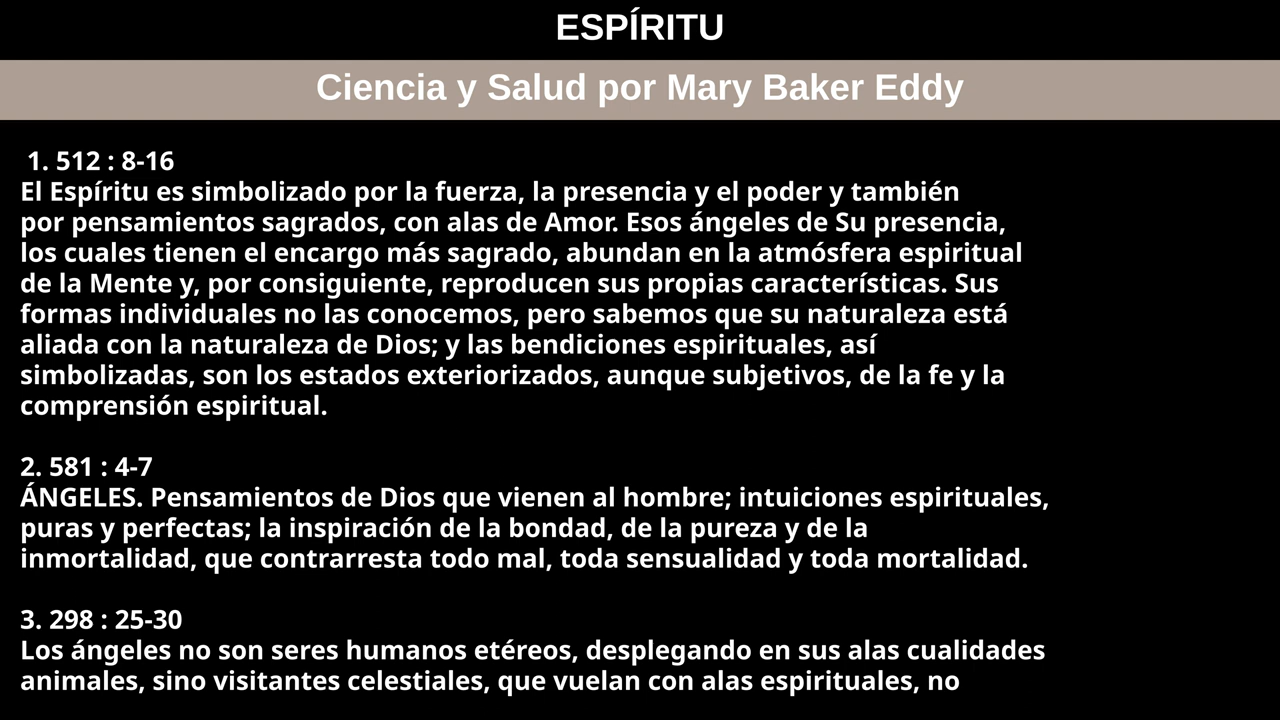 ESPÍRITU
Ciencia y Salud por Mary Baker Eddy
1. 512 : 8-16
El Espíritu es simbolizado por la fuerza, la presencia y el poder y también
por pensamientos sagrados, con alas de Amor. Esos ángeles de Su presencia,
los cuales tienen el encargo más sagrado, abundan en la atmósfera espiritual
de la Mente y, por consiguiente, reproducen sus propias características. Sus
formas individuales no las conocemos, pero sabemos que su naturaleza está
aliada con la naturaleza de Dios; y las bendiciones espirituales, así
simbolizadas, son los estados exteriorizados, aunque subjetivos, de la fe y la
comprensión espiritual.
2. 581 : 4-7
ÁNGELES. Pensamientos de Dios que vienen al hombre; intuiciones espirituales,
puras y perfectas; la inspiración de la bondad, de la pureza y de la
inmortalidad, que contrarresta todo mal, toda sensualidad y toda mortalidad.
3. 298 : 25-30
Los ángeles no son seres humanos etéreos, desplegando en sus alas cualidades
animales, sino visitantes celestiales, que vuelan con alas espirituales, no